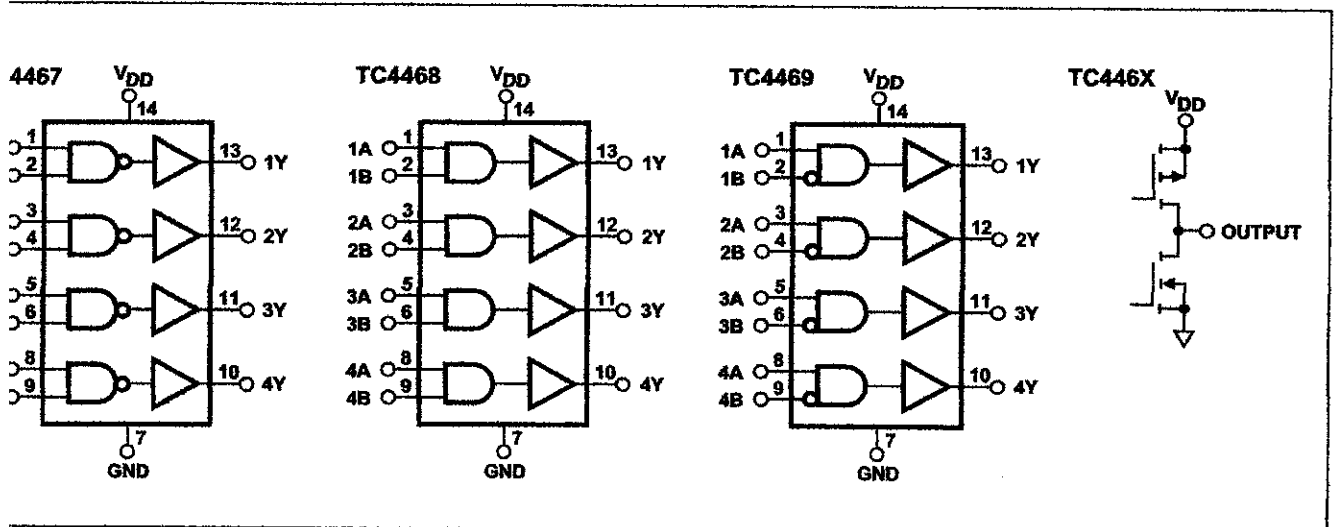 4467
VDD
14
1
2
13
1Y
3
4
12
2Y
5
6
11
3Y
8
9
10
4Y
7
GND
TC4468
VDD
14
1A
1
1B
2
13
1Y
2A
3
2B
4
12
2Y
3A
5
3B
6
11
3Y
4A
8
4B
9
10
4Y
7
GND
TC4469
VDD
14
1A
1
1B
2
13
1Y
2A
3
2B
4
12
2Y
3A
5
3B
6
11
3Y
4A
8
4B
9
10
4Y
7
GND
TC446X
VDD
OUTPUT